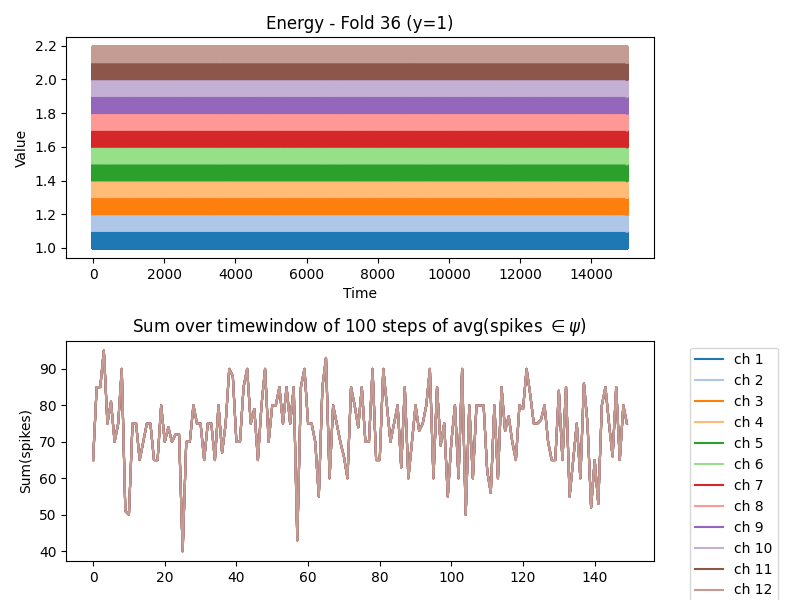 Energy - Fold 36 (y=1)
2.2
2.0
1.8
1.6
1.4
1.2
1.0
Value
0 2000 4000 6000 8000 10000 12000 14000
Time
Sum over timewindow of 100 steps of avg(spikes ∈ ψ)
90
80
70
60
50
40
Sum(spikes)
0 20 40 60 80 100 120 140
ch 1
ch 2
ch 3
ch 4
ch 5
ch 6
ch 7
ch 8
ch 9
ch 10
ch 11
ch 12